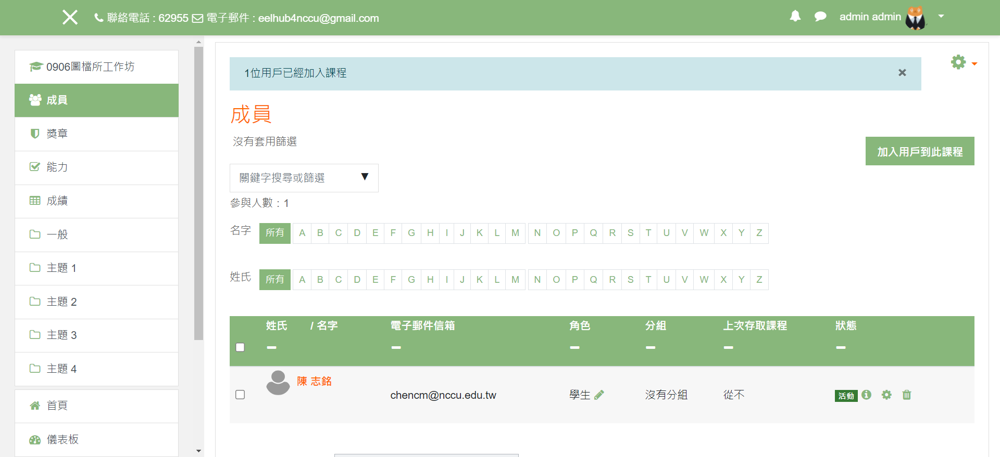 聯絡電話 : 62955 電子郵件 : eelhub4nccu@gmail.com
admin admin
0906圖檔所工作坊
成員
獎章
能力
成績
一般
主題 1
主題 2
主題 3
主題 4
首頁
儀表板
1位用戶已經加入課程
×
成員
沒有套用篩選
加入用戶到此課程
關鍵字搜尋或篩選 ▼
參與人數：1
名字 所有 A B C D E F G H I J K L M N O P Q R S T U V W X Y Z
姓氏 所有 A B C D E F G H I J K L M N O P Q R S T U V W X Y Z
姓氏 / 名字 電子郵件信箱 角色 分組 上次存取課程 狀態
陳 志銘 chencm@nccu.edu.tw 學生 沒有分組 從不 活動